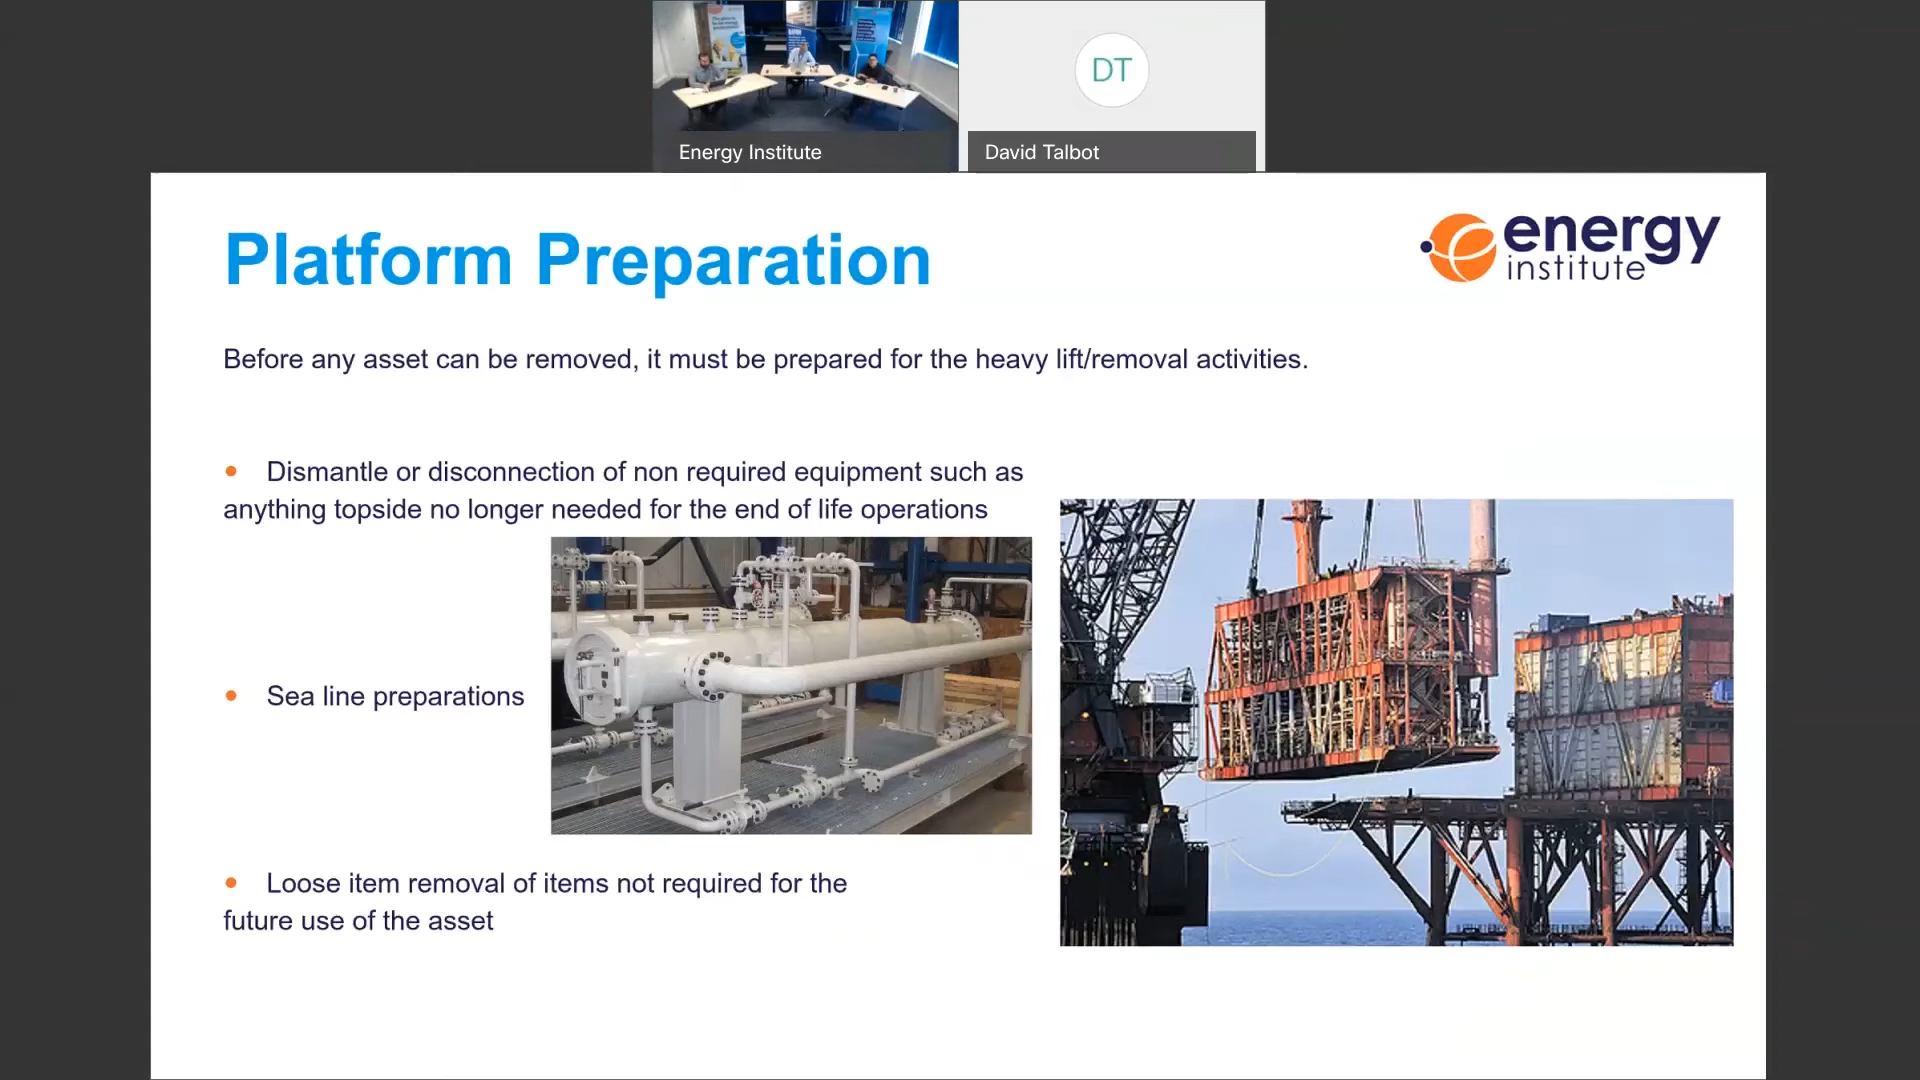 DT
Energy Institute
David Talbot
Platform Preparation
energy
institute
Before any asset can be removed, it must be prepared for the heavy lift/removal activities.
• Dismantle or disconnection of non required equipment such as
anything topside no longer needed for the end of life operations
• Sea line preparations
• Loose item removal of items not required for the
future use of the asset